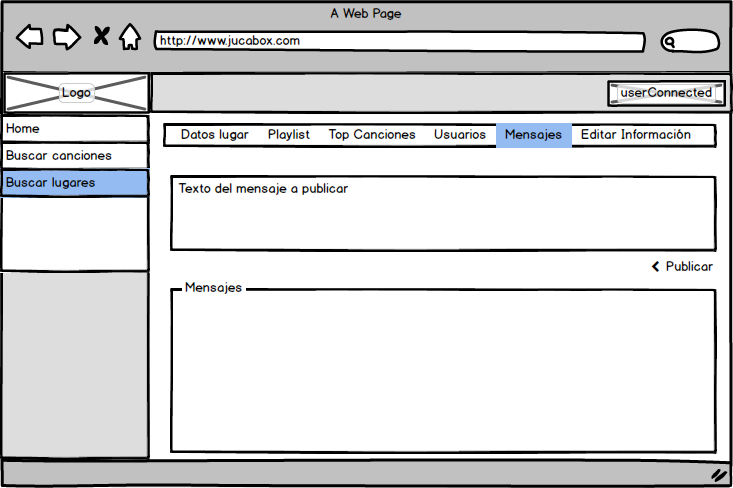 A Web Page
http://www.jucabox.com
Logo
userConnected
Home
Buscar canciones
Buscar lugares
Datos lugar Playlist Top Canciones Usuarios Mensajes Editar Información
Texto del mensaje a publicar
Publicar
Mensajes